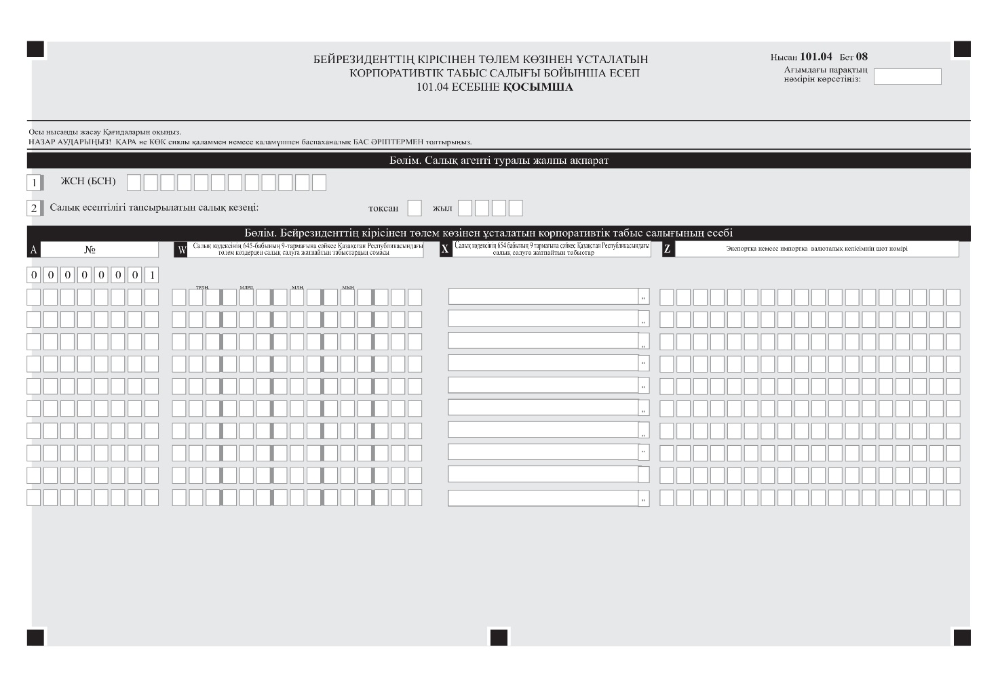 БЕЙРЕЗИДЕНТТІҢ КІРІСІНЕН ТӨЛЕМ КӨЗІНЕН ҰСТАЛАТЫН
КОРПОРАТИВТІК ТАБЫС САЛЫҒЫ БОЙЫНША ЕСЕП
101.04 ЕСЕБІНЕ ҚОСЫМША
Нысан 101.04 Бет 08
Ағымдағы парақтың
нөмірін көрсетіңіз:
Осы нысанды жасау Қағидаларын оқыңыз.
НАЗАР АУДАРЫҢЫЗ! ҚАРА не КӨК сиялы қаламмен немесе қаламұшпен баспаханалық БАС ӘРІПТЕРМЕН толтырыңыз.
Бөлім. Салық агенті туралы жалпы ақпарат
1 ЖСН (БСН)
2 Салық есептілігі тапсырылатын салық кезеңі: тоқсан жыл
Бөлім. Бейрезиденттің кірісінен төлем көзінен ұсталатын корпоративтік табыс салығының есебі
A №
W Салық кодексінің 645-бабының 9-тармағына сәйкес Қазақстан Республикасындағы
төлем көздерден салық салуға жатпайтын табыстардың сомасы
X Салық кодексінің 654 бабының 9 тармағына сәйкес Қазақстан Республикасындағы
салық салуға жатпайтын табыстар
Z Экспортқа немесе импортқа валюталық келісімнің шот нөмірі
0 0 0 0 0 0 0 1
ТРЛН. МЛРД. МЛН. МЫҢ